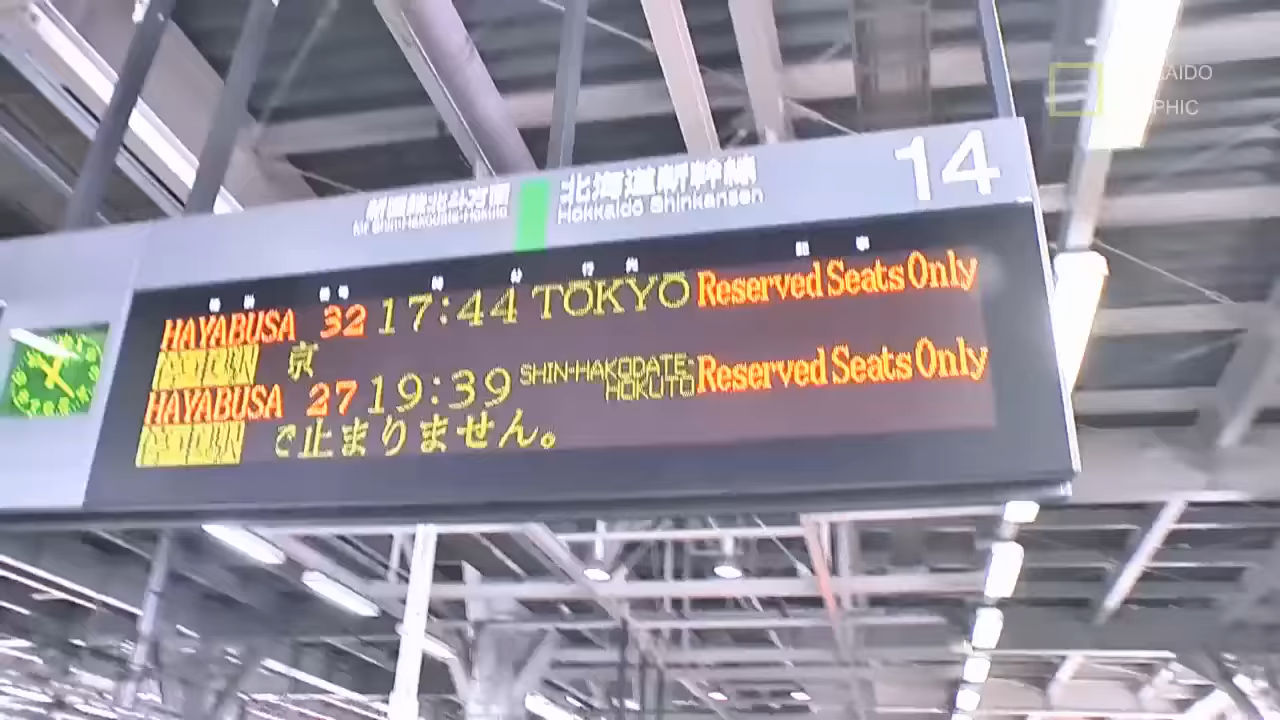 北海道新幹線
Hokkaido Shinkansen
14
HAYABUSA 32 17:44 TOKYO Reserved Seats Only
京
HAYABUSA 27 19:39 SHIN-HAKODATE-HOKUTO Reserved Seats Only
で止まりません。